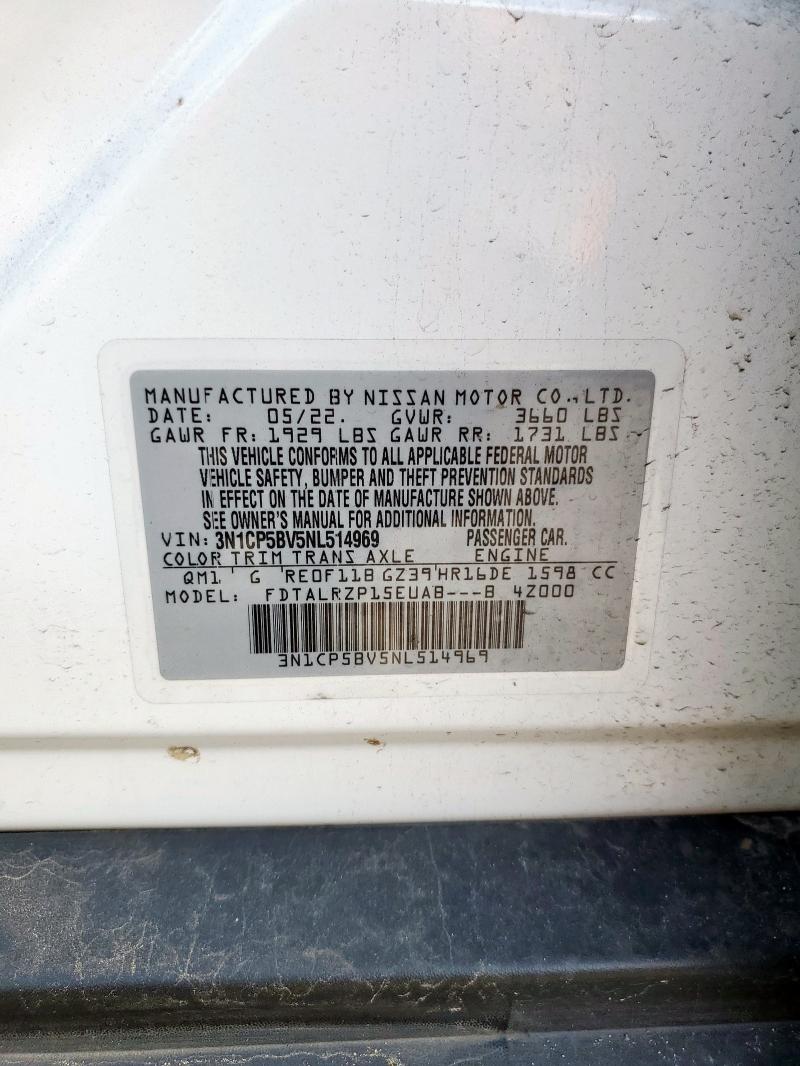 MANUFACTURED BY NISSAN MOTOR CO., LTD.
DATE: 05/22. GVWR: 3660 LBS
GAWR FR: 1929 LBS GAWR RR: 1731 LBS
THIS VEHICLE CONFORMS TO ALL APPLICABLE FEDERAL MOTOR
VEHICLE SAFETY, BUMPER AND THEFT PREVENTION STANDARDS
IN EFFECT ON THE DATE OF MANUFACTURE SHOWN ABOVE.
SEE OWNER'S MANUAL FOR ADDITIONAL INFORMATION.
VIN: 3N1CP5BV5NL514969 PASSENGER CAR.
COLOR TRIM TRANS AXLE ENGINE
QM1 G RE0F11B GZ39 HR16DE 1598 CC
MODEL: FDTALRZP15EUAB---B 4Z000
3N1CP5BV5NL514969